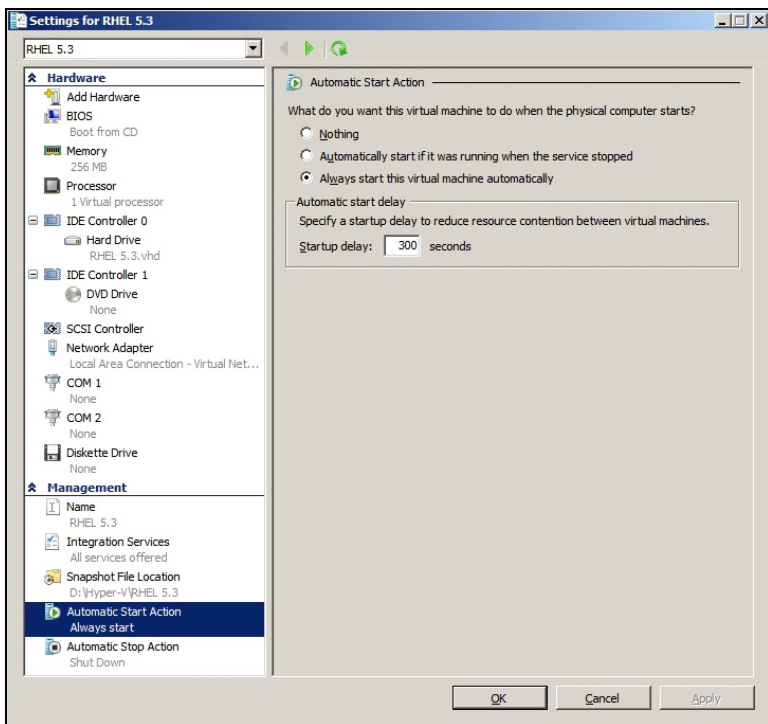 Settings for RHEL 5.3
RHEL 5.3
Hardware
Add Hardware
BIOS
Boot from CD
Memory
256 MB
Processor
1 Virtual processor
IDE Controller 0
Hard Drive
RHEL 5.3.vhd
IDE Controller 1
DVD Drive
None
SCSI Controller
Network Adapter
Local Area Connection - Virtual Net...
COM 1
None
COM 2
None
Diskette Drive
None
Management
Name
RHEL 5.3
Integration Services
All services offered
Snapshot File Location
D:\Hyper-V\RHEL 5.3
Automatic Start Action
Always start
Automatic Stop Action
Shut Down
Automatic Start Action
What do you want this virtual machine to do when the physical computer starts?
Nothing
Automatically start if it was running when the service stopped
Always start this virtual machine automatically
Automatic start delay
Specify a startup delay to reduce resource contention between virtual machines.
Startup delay: 300 seconds
OK Cancel Apply